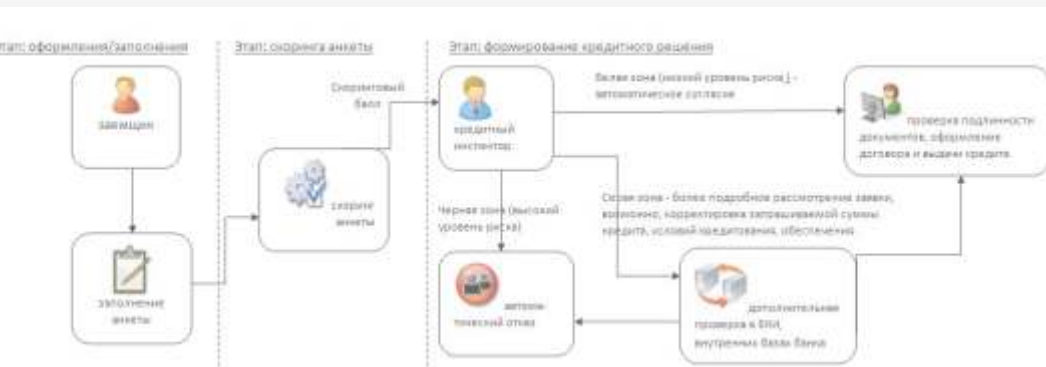 Этап: оформления/заполнения
Этап: скоринга анкеты
Этап: формирование кредитного решения
заемщик
заполнение
анкеты
скоринг
анкеты
Скоринговый
балл
кредитный
инспектор
Белая зона (низкий уровень риска) -
автоматическое согласие
проверка подлинности
документов, оформление
договора и выдачи кредита
Черная зона (высокий
уровень риска)
Серая зона - более подробное рассмотрение заявки,
возможно, корректировка запрашиваемой суммы
кредита, условий кредитования, обеспечения
автома
тический отказ
дополнительная
проверка в БКИ,
внутренних базах банка